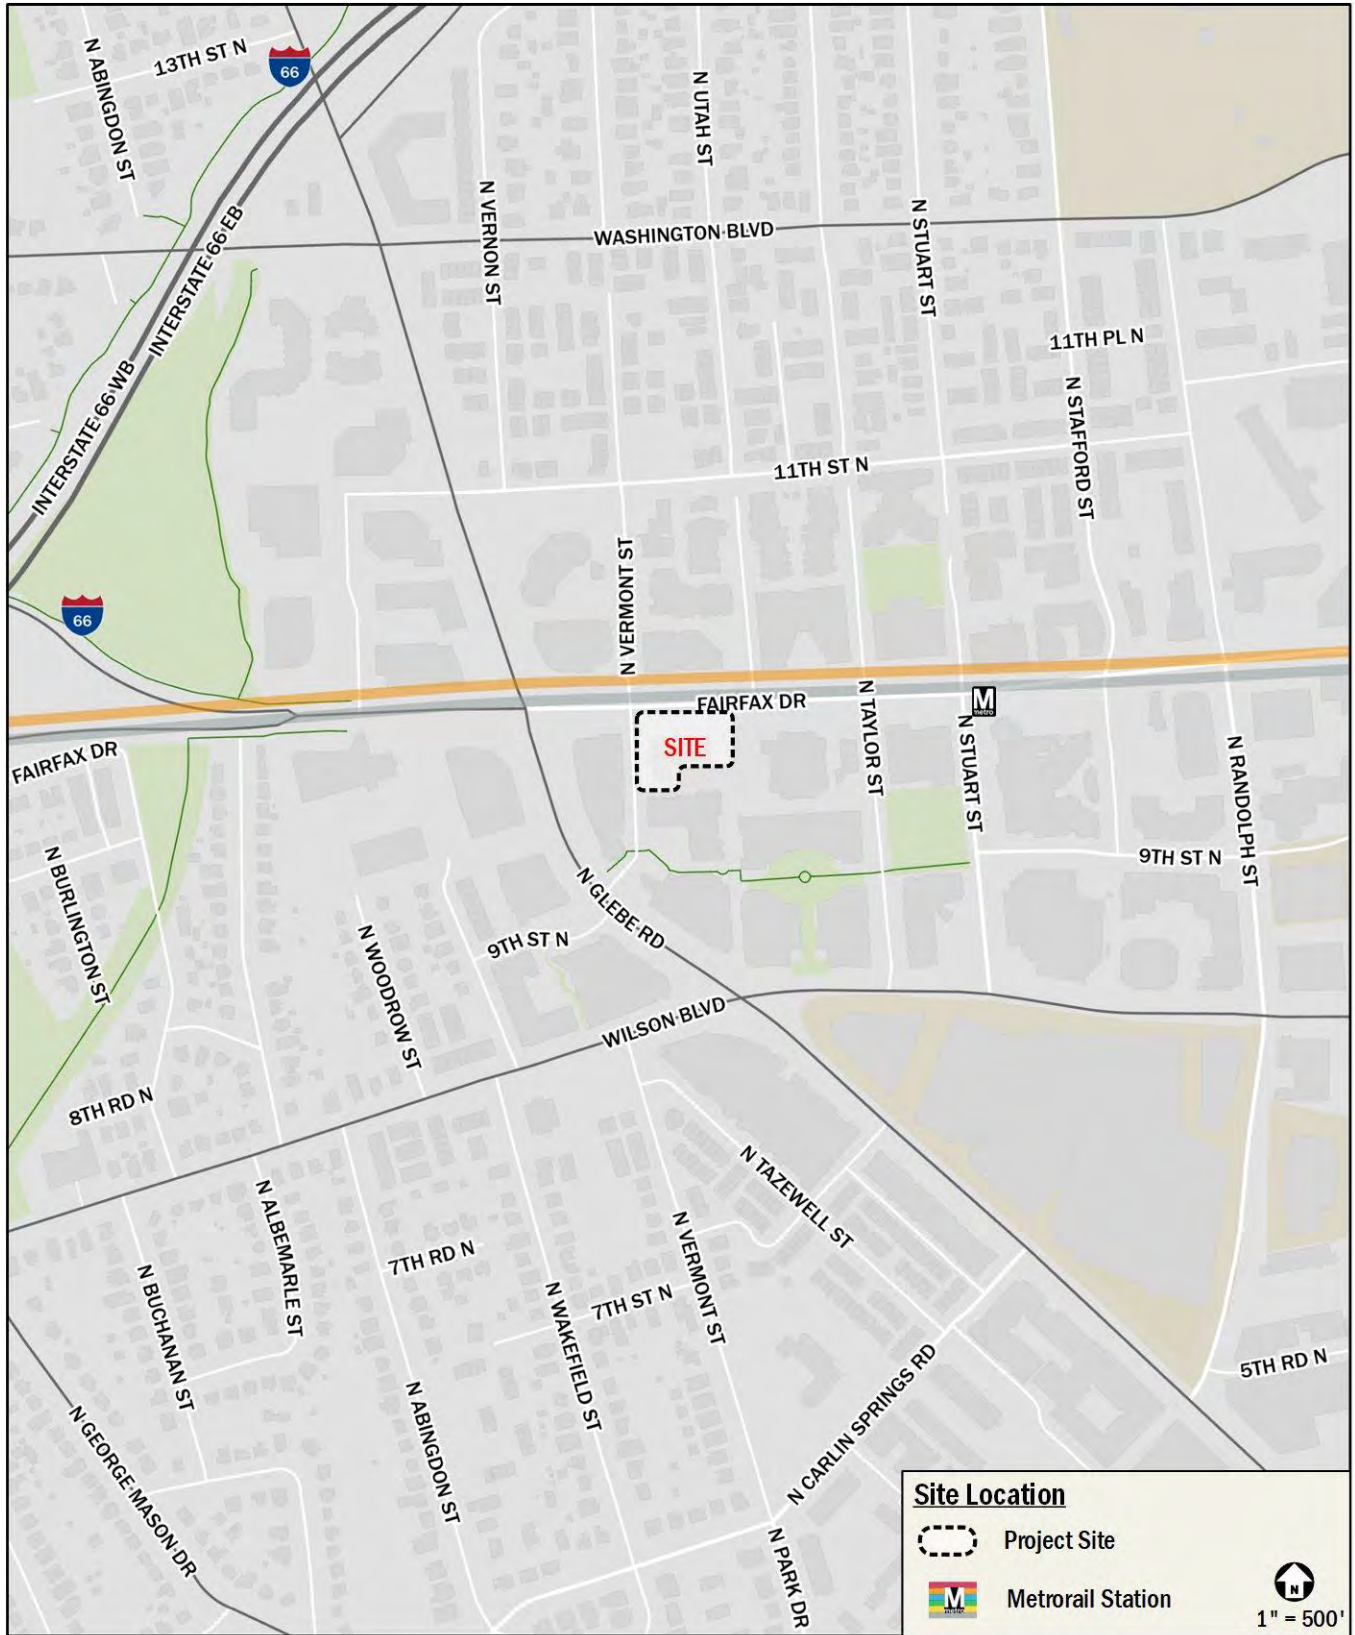 N ABINGDON ST
13TH ST N
66
N UTAH ST
N VERNON ST
N STUART ST
WASHINGTON BLVD
INTERSTATE 66 EB
11TH PL N
INTERSTATE 66 WB
N STAFFORD ST
11TH ST N
N VERMONT ST
66
FAIRFAX DR
M
metro
N TAYLOR ST
N STUART ST
SITE
FAIRFAX DR
N RANDOLPH ST
N BURLINGTON ST
9TH ST N
N GLEBE RD
N WOODROW ST
9TH ST N
WILSON BLVD
8TH RD N
N TAZEWELL ST
N ALBEMARLE ST
N VERMONT ST
7TH RD N
N BUCHANAN ST
N WAKEFIELD ST
7TH ST N
5TH RD N
N CARLIN SPRINGS RD
N ABINGDON ST
N GEORGE MASON DR
N PARK DR
Site Location
Project Site
M
metro
Metrorail Station
N
1" = 500'